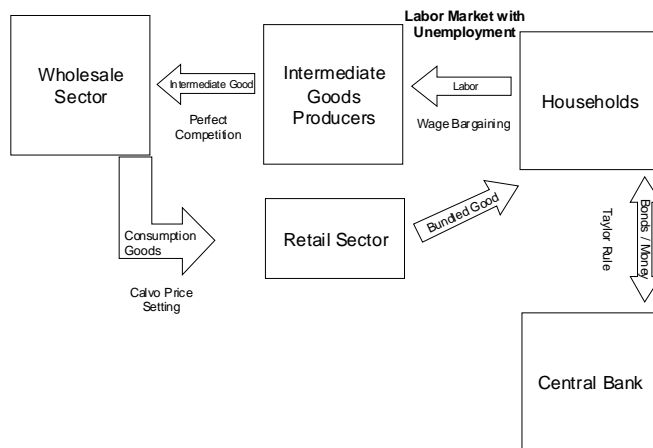 Labor Market with
Unemployment
Wholesale
Sector
Intermediate Good
Perfect
Competition
Intermediate
Goods
Producers
Labor
Wage Bargaining
Households
Consumption
Goods
Calvo Price
Setting
Retail Sector
Bundled Good
Taylor Rule
Bonds / Money
Central Bank